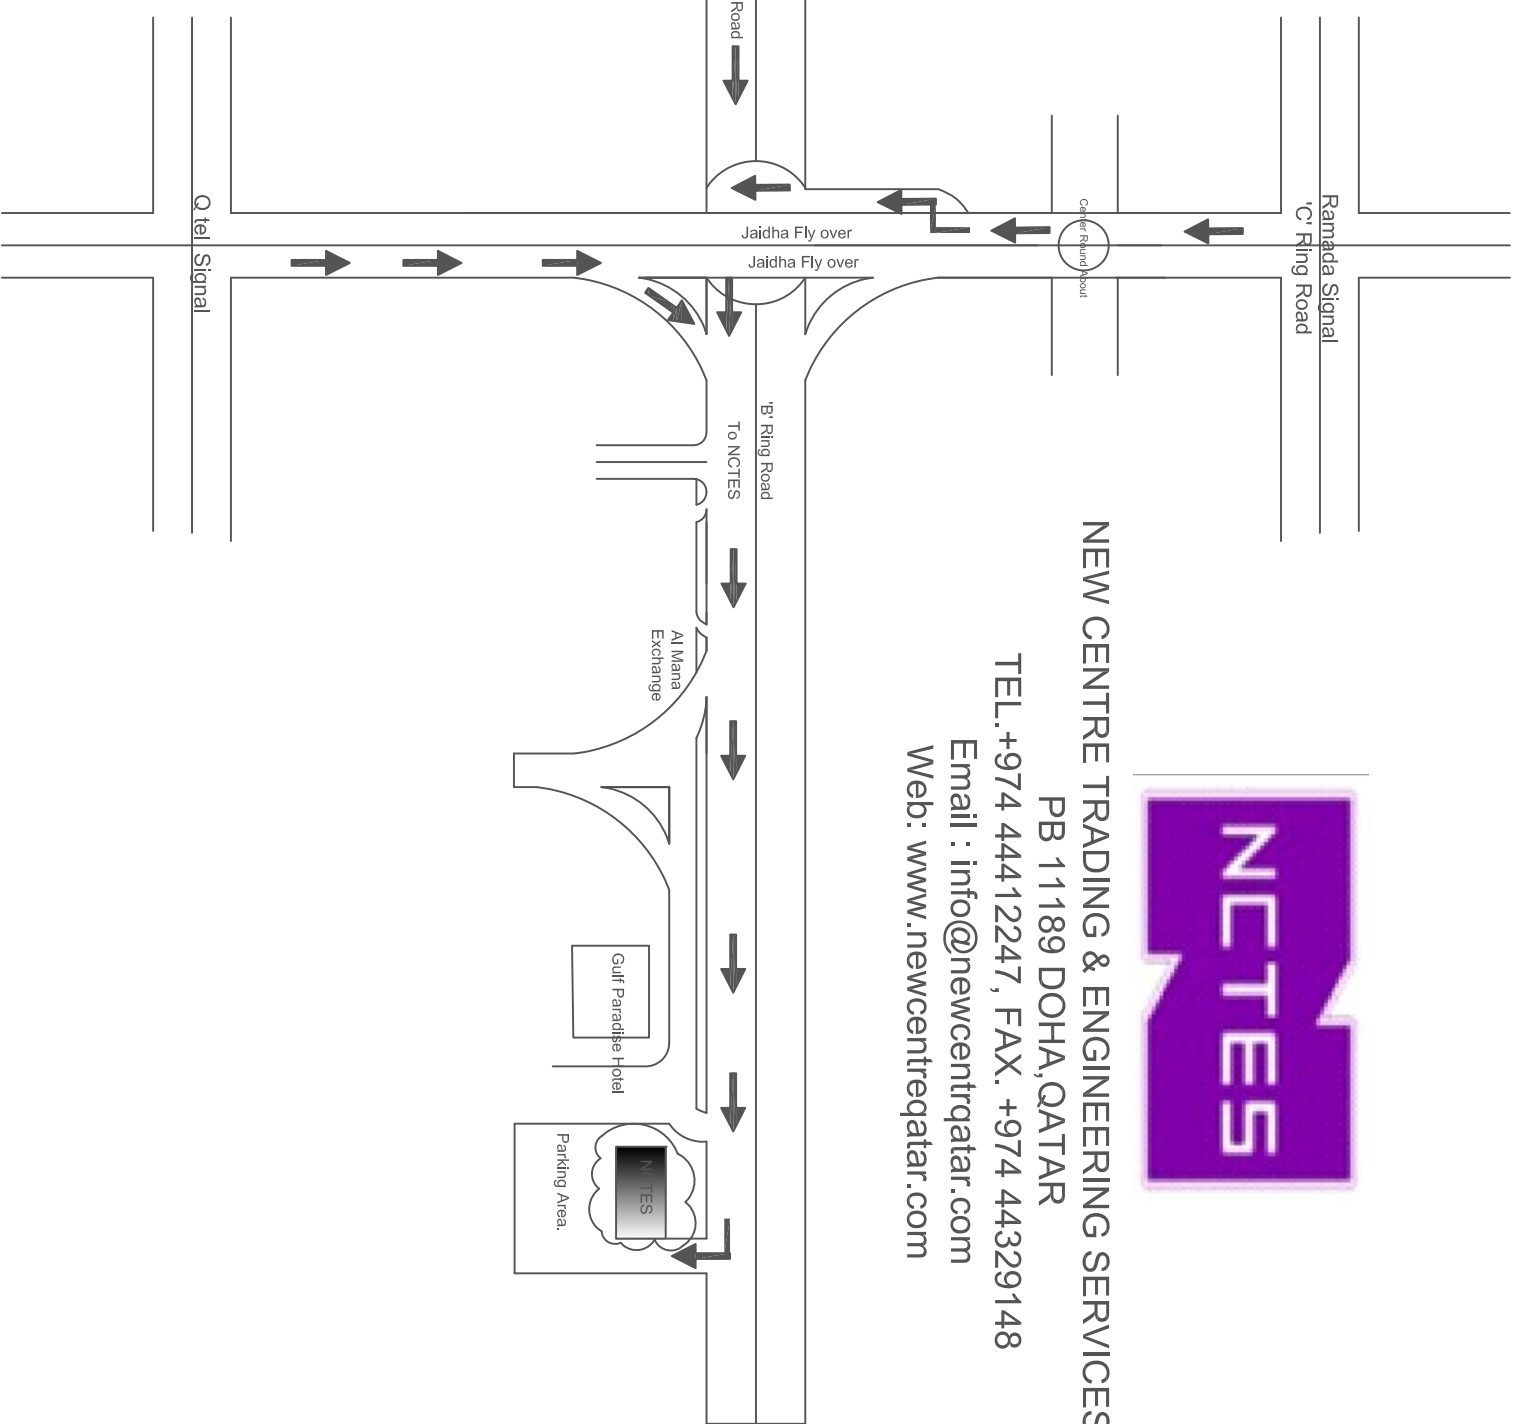 NCTES
NEW CENTRE TRADING & ENGINEERING SERVICES
PB 11189 DOHA,QATAR
TEL.+974 44412247, FAX. +974 44329148
Email : info@newcentrqatar.com
Web: www.newcentreqatar.com
Ramada Signal
'C' Ring Road
Center Round About
Road
Jaidha Fly over
Jaidha Fly over
Q tel Signal
'B' Ring Road
To NCTES
Al Mana
Exchange
Gulf Paradise Hotel
NCTES
Parking Area.